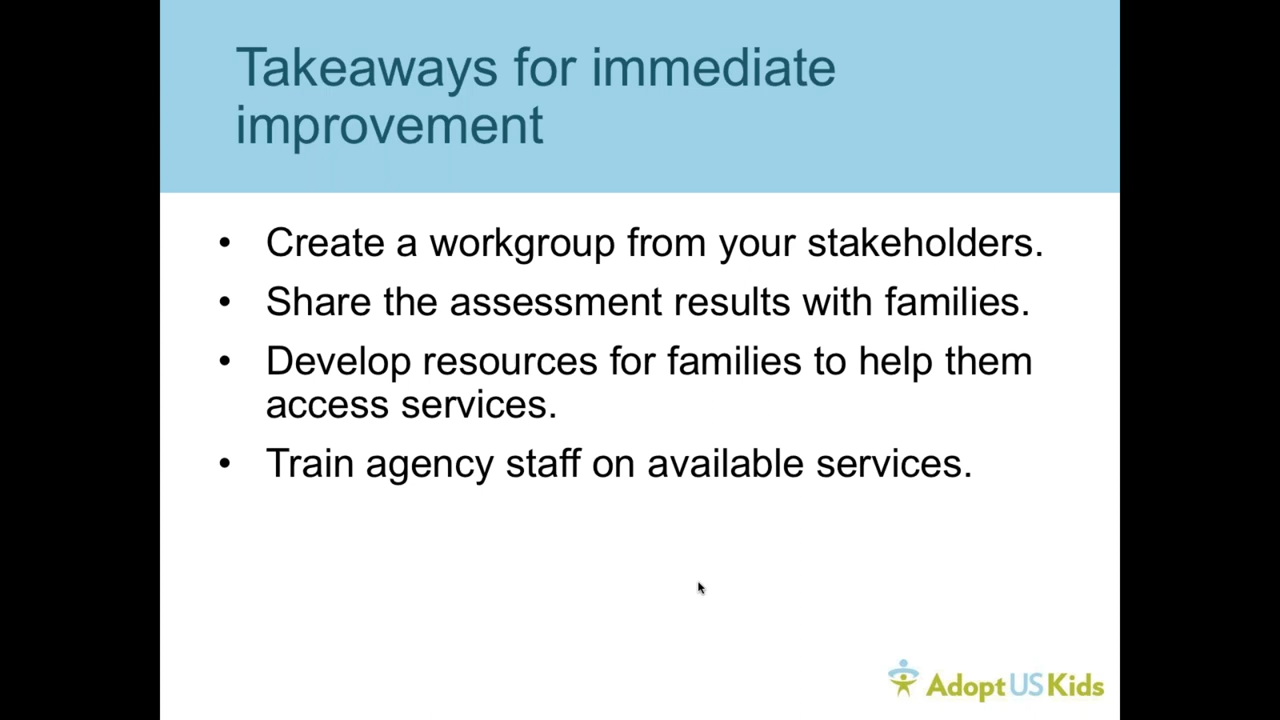 Takeaways for immediate
improvement
• Create a workgroup from your stakeholders.
• Share the assessment results with families.
• Develop resources for families to help them
access services.
• Train agency staff on available services.
AdoptUSKids